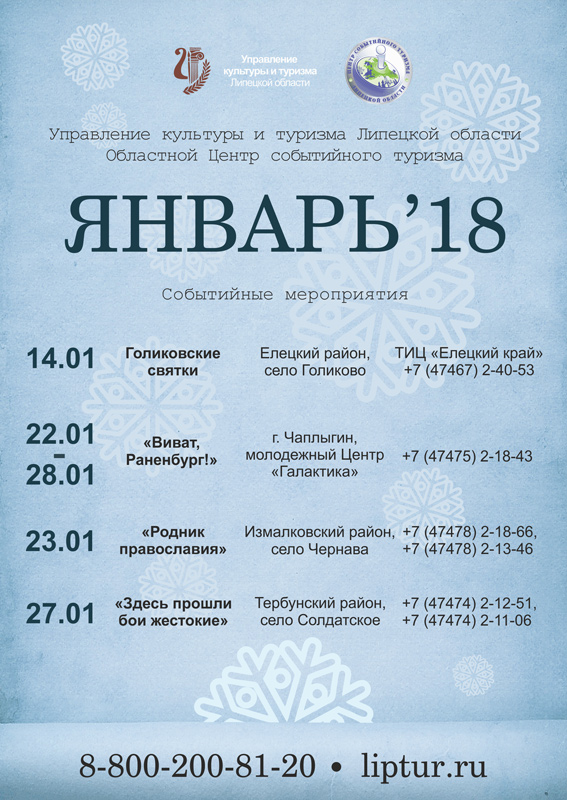 Управление
культуры и туризма
Липецкой области
ЦЕНТР СОБЫТИЙНОГО ТУРИЗМА
ЛИПЕЦКОЙ ОБЛАСТИ
Управление культуры и туризма Липецкой области
Областной Центр событийного туризма
ЯНВАРЬ’18
Событийные мероприятия
14.01
Голиковские
святки
Елецкий район,
село Голиково
ТИЦ «Елецкий край»
+7 (47467) 2-40-53
22.01
-
28.01
«Виват,
Раненбург!»
г. Чаплыгин,
молодежный Центр
«Галактика»
+7 (47475) 2-18-43
23.01
«Родник
православия»
Измалковский район,
село Чернава
+7 (47478) 2-18-66,
+7 (47478) 2-13-46
27.01
«Здесь прошли
бои жестокие»
Тербунский район,
село Солдатское
+7 (47474) 2-12-51,
+7 (47474) 2-11-06
8-800-200-81-20 • liptur.ru